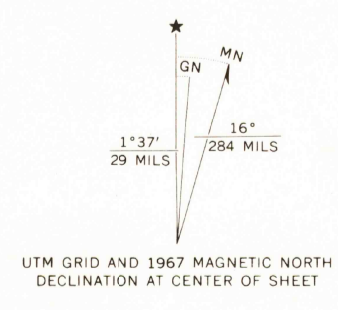 MN
GN
1°37'
29 MILS
16°
284 MILS
UTM GRID AND 1967 MAGNETIC NORTH
DECLINATION AT CENTER OF SHEET